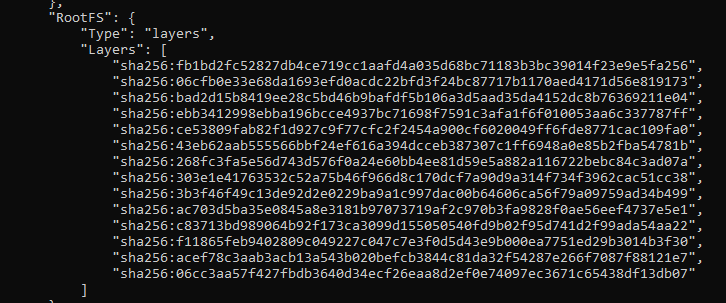 },
"RootFS": {
"Type": "layers",
"Layers": [
"sha256:fb1bd2fc52827db4ce719cc1aafd4a035d68bc71183b3bc39014f23e9e5fa256",
"sha256:06cfb0e33e68da1693efd0acdc22bfd3f24bc87717b1170aed4171d56e819173",
"sha256:bad2d15b8419ee28c5bd46b9bafdf5b106a3d5aad35da4152dc8b76369211e04",
"sha256:ebb3412998ebba196bcce4937bc71698f7591c3afa1f6f010053aa6c337787ff",
"sha256:ce53809fab82f1d927c9f77cfc2f2454a900cf6020049ff6fde8771cac109fa0",
"sha256:43eb62aab555566bbf24ef616a394dcceb387307c1ff6948a0e85b2fba54781b",
"sha256:268fc3fa5e56d743d576f0a24e60bb4ee81d59e5a882a116722bebc84c3ad07a",
"sha256:303e1e41763532c52a75b46f966d8c170dcf7a90d9a314f734f3962cac51cc38",
"sha256:3b3f46f49c13de92d2e0229ba9a1c997dac00b64606ca56f79a09759ad34b499",
"sha256:ac703d5ba35e0845a8e3181b97073719af2c970b3fa9828f0ae56eef4737e5e1",
"sha256:c83713bd989064b92f173ca3099d155050540fd9b02f95d741d2f99ada54aa22",
"sha256:f11865feb9402809c049227c047c7e3f0d5d43e9b000ea7751ed29b3014b3f30",
"sha256:acef78c3aab3acb13a543b020befcb3844c81da32f54287e266f7087f88121e7",
"sha256:06cc3aa57f427fbdb3640d34ecf26eaa8d2ef0e74097ec3671c65438df13db07"
]